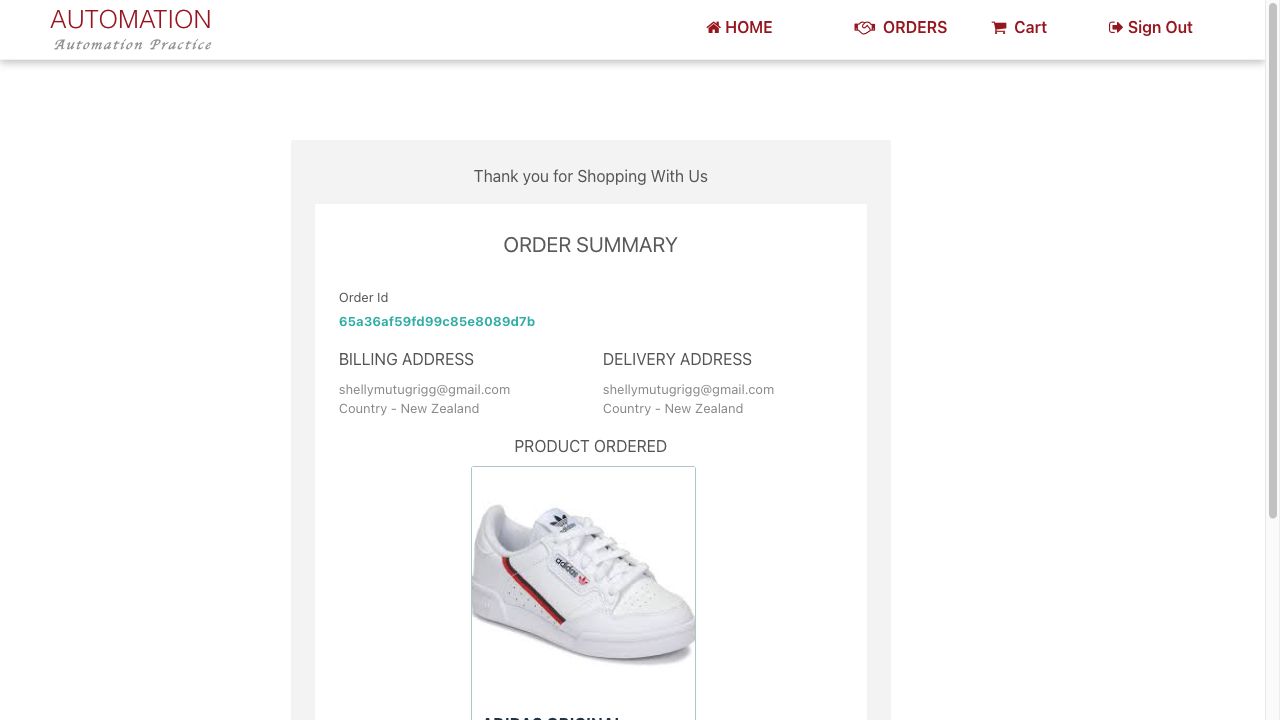 AUTOMATION
Automation Practice
HOME
ORDERS
Cart
Sign Out
Thank you for Shopping With Us
ORDER SUMMARY
Order Id
65a36af59fd99c85e8089d7b
BILLING ADDRESS
DELIVERY ADDRESS
shellymutugrigg@gmail.com
shellymutugrigg@gmail.com
Country - New Zealand
Country - New Zealand
PRODUCT ORDERED
adidas
ADIDAS ORIGINAL